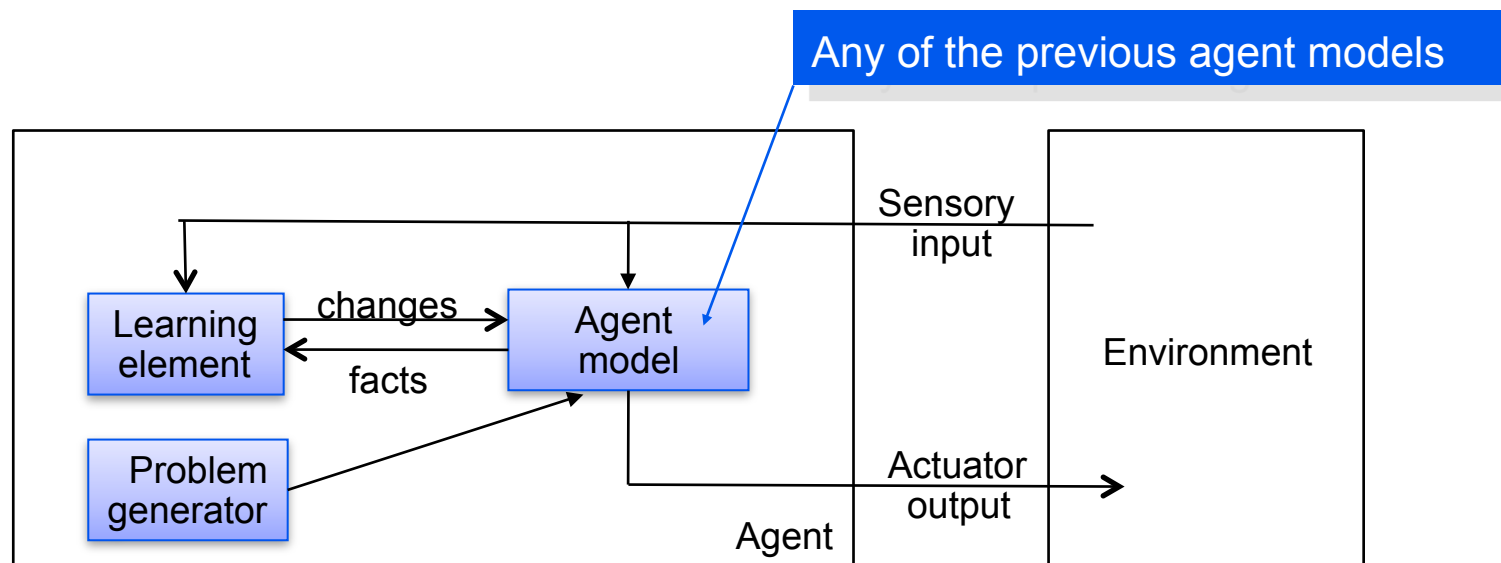 Any of the previous agent models
Sensory
input
Learning
element
changes
facts
Agent
model
Environment
Problem
generator
Actuator
output
Agent